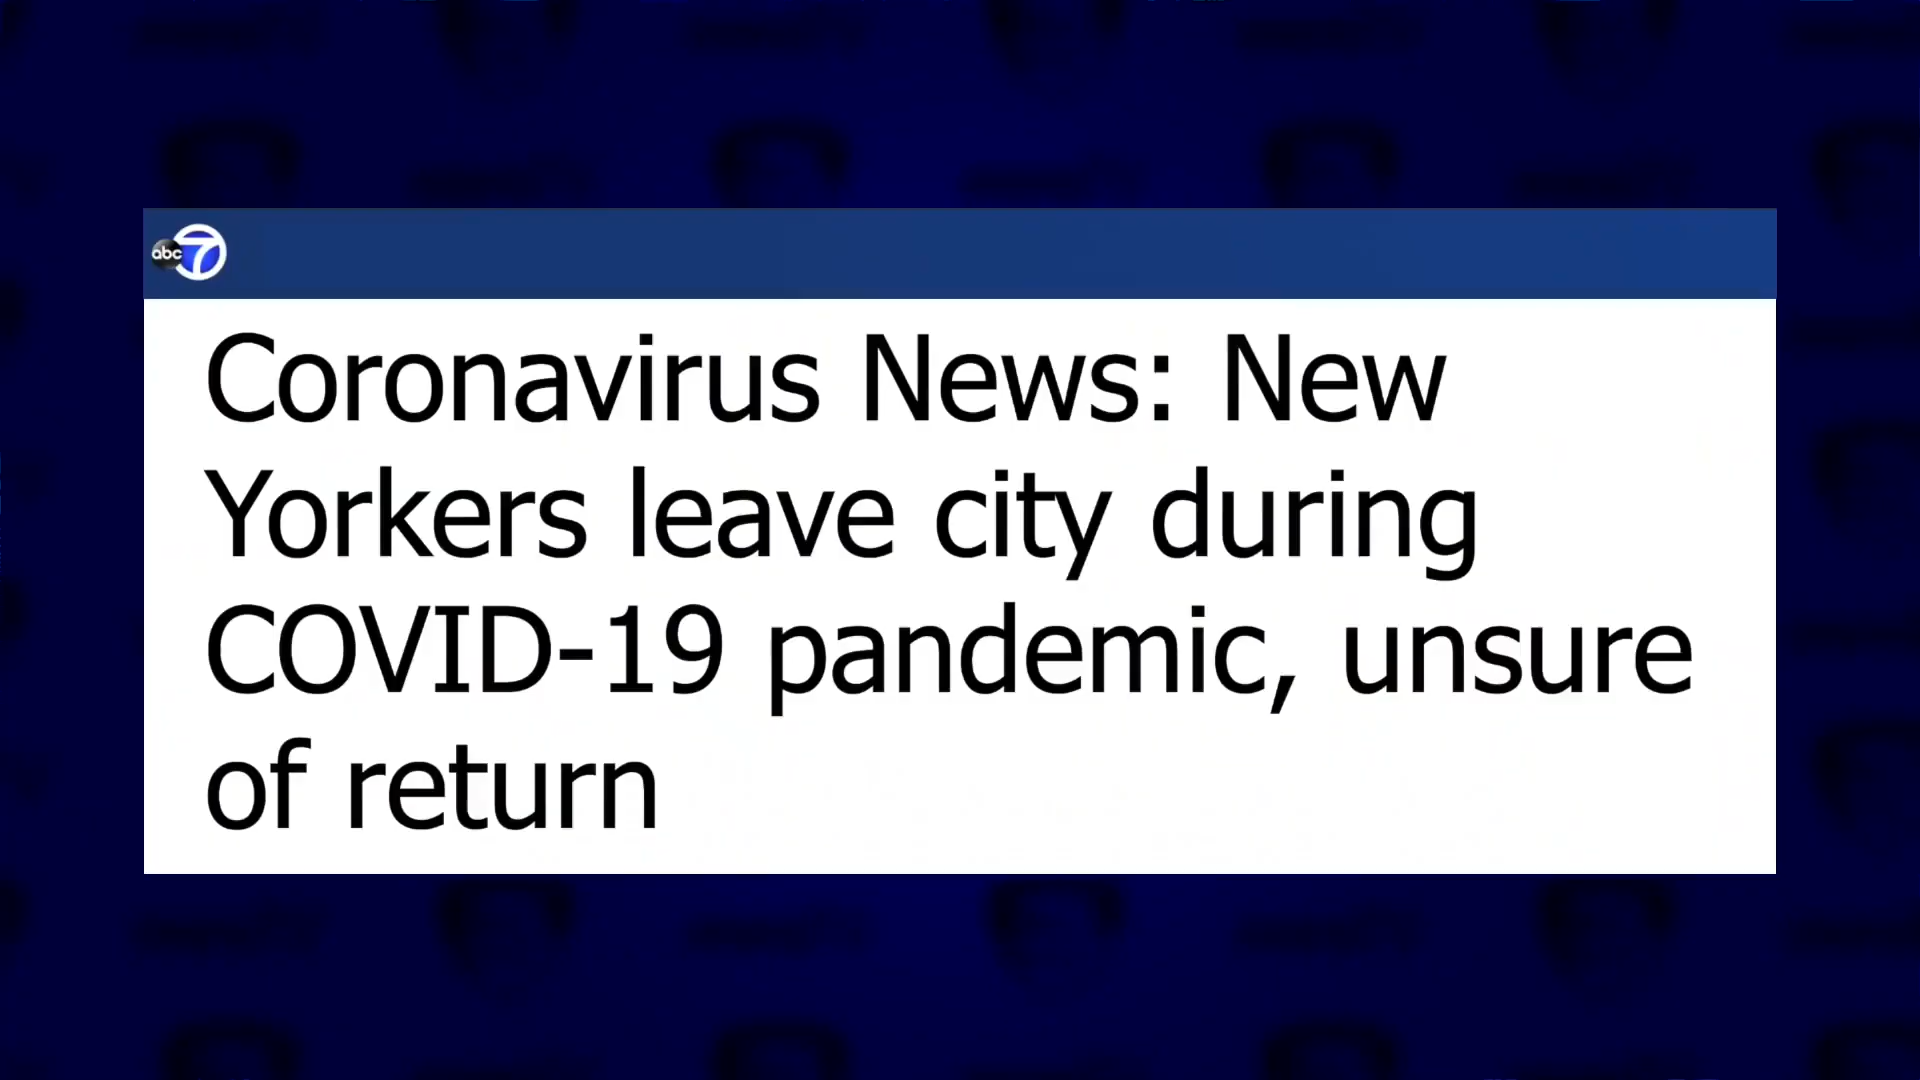 abc 7
Coronavirus News: New
Yorkers leave city during
COVID-19 pandemic, unsure
of return